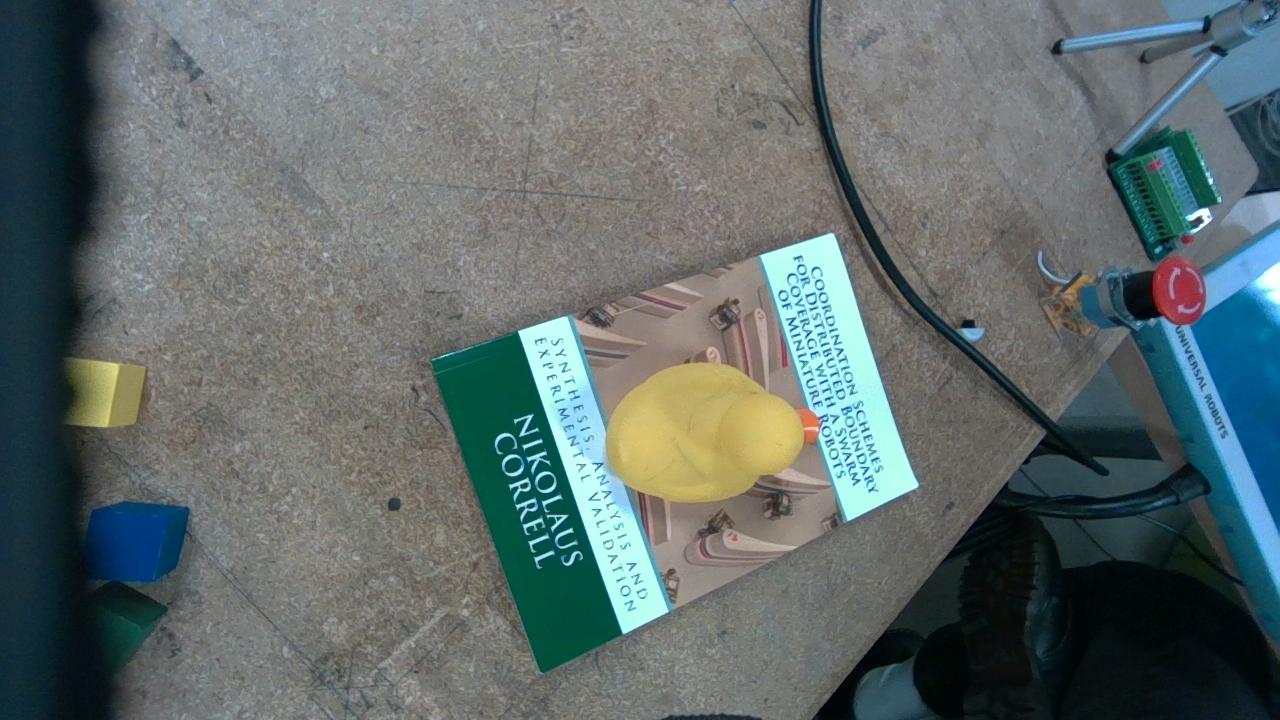 COORDINATION SCHEMES
FOR DISTRIBUTED BOUNDARY
COVERAGE WITH A SWARM
OF MINIATURE ROBOTS
SYNTHESIS, ANALYSIS AND
EXPERIMENTAL VALIDATION
NIKOLAUS
CORRELL
UNIVERSAL ROBOTS